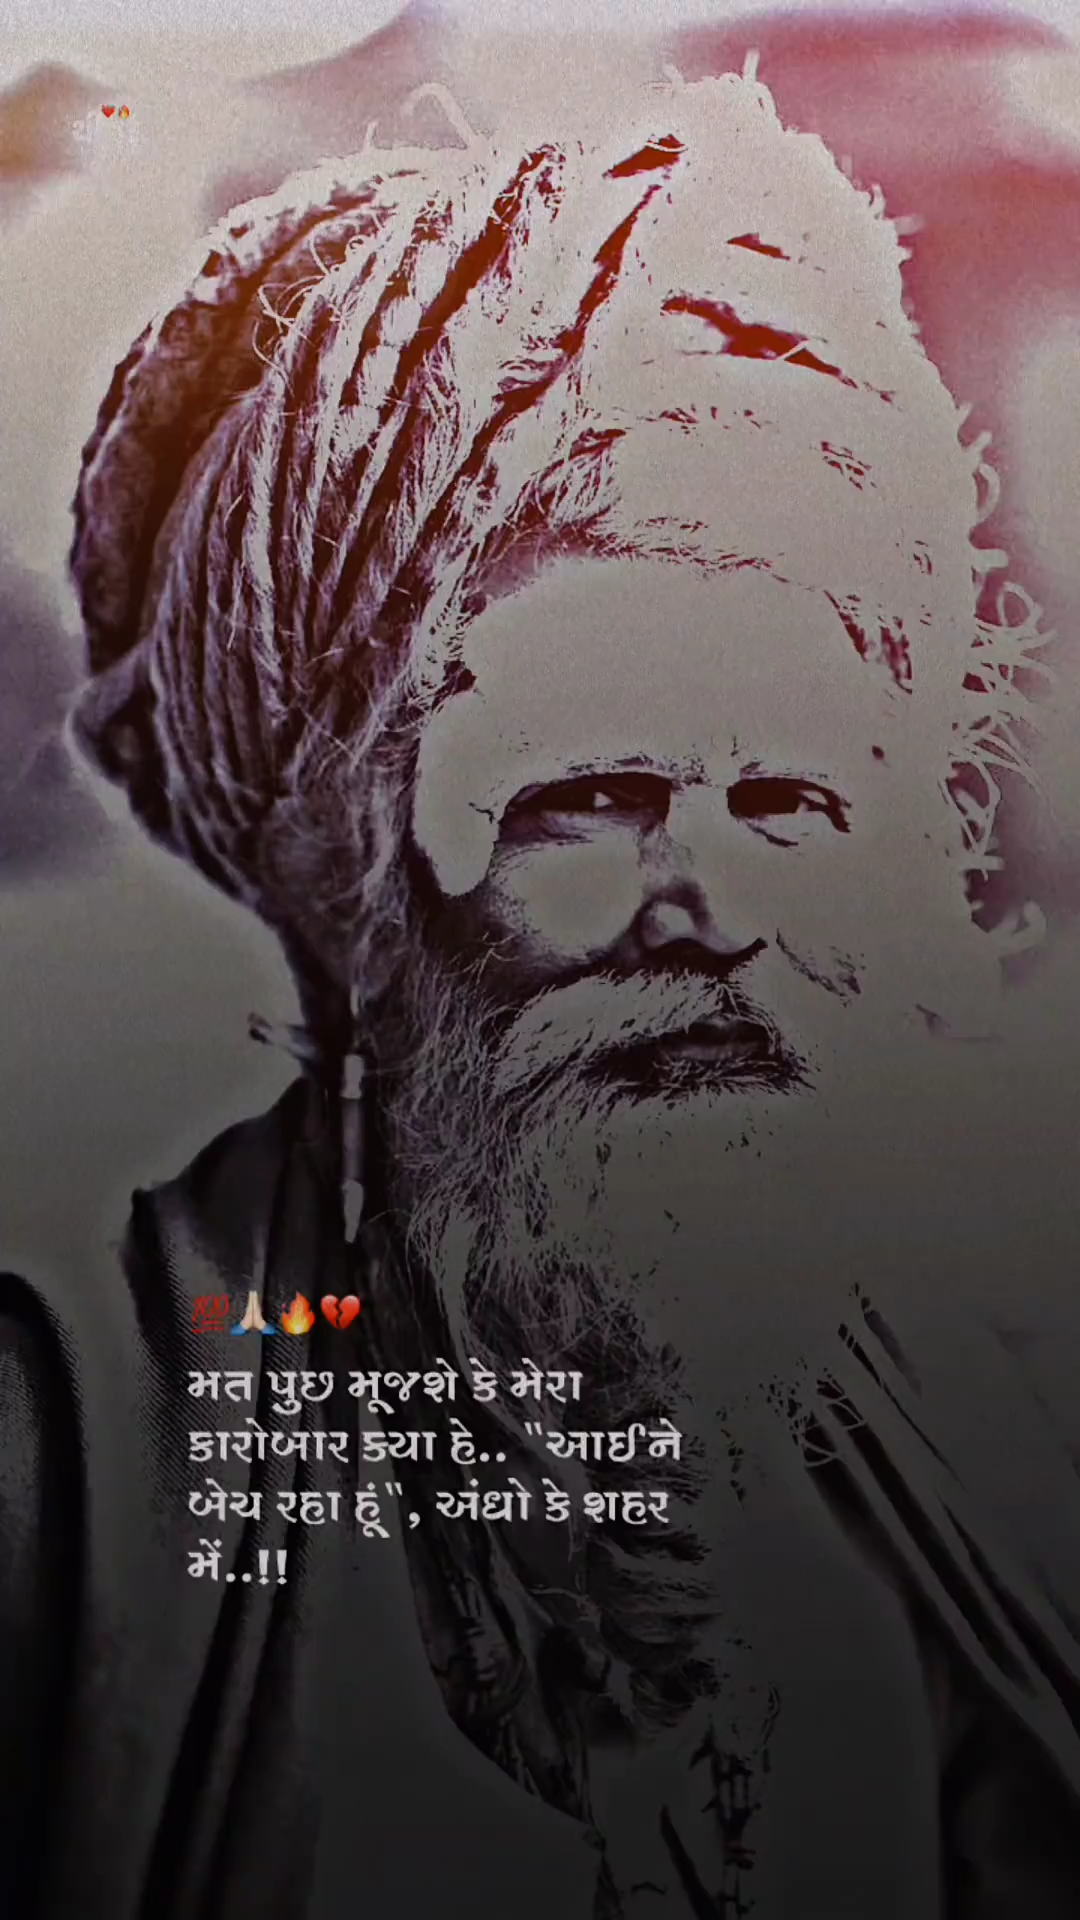 💯🙏🏻🔥💔
મત પુછ મૂજશે કે મેરા
કારોબાર ક્યા હે.. "આઈને
બેચ રહા હૂં", અંધો કે શહર
મેં..!!